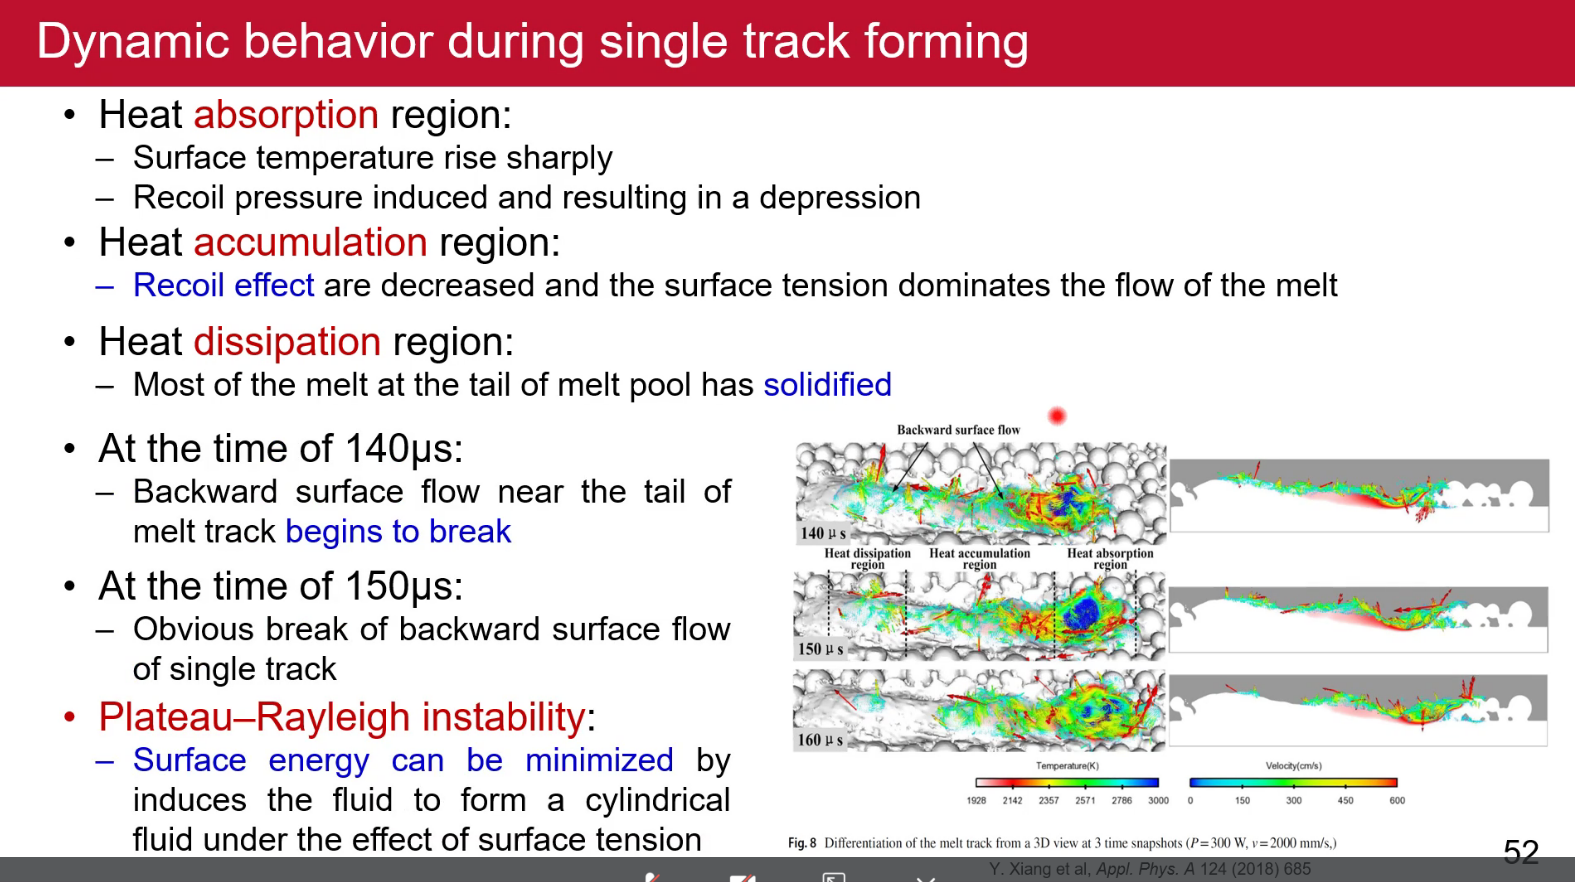 Dynamic behavior during single track forming
• Heat absorption region:
– Surface temperature rise sharply
– Recoil pressure induced and resulting in a depression
• Heat accumulation region:
– Recoil effect are decreased and the surface tension dominates the flow of the melt
• Heat dissipation region:
– Most of the melt at the tail of melt pool has solidified
• At the time of 140μs:
– Backward surface flow near the tail of
melt track begins to break
• At the time of 150μs:
– Obvious break of backward surface flow
of single track
• Plateau–Rayleigh instability:
– Surface energy can be minimized by
induces the fluid to form a cylindrical
fluid under the effect of surface tension
Backward surface flow
140 μ s
Heat dissipation region
Heat accumulation region
Heat absorption region
150 μ s
160 μ s
Temperature(K)
1928 2142 2357 2571 2786 3000
Velocity(cm/s)
0 150 300 450 600
Fig. 8 Differentiation of the melt track from a 3D view at 3 time snapshots (P=300 W, v=2000 mm/s,)
52
Y. Xiang et al, Appl. Phys. A 124 (2018) 685